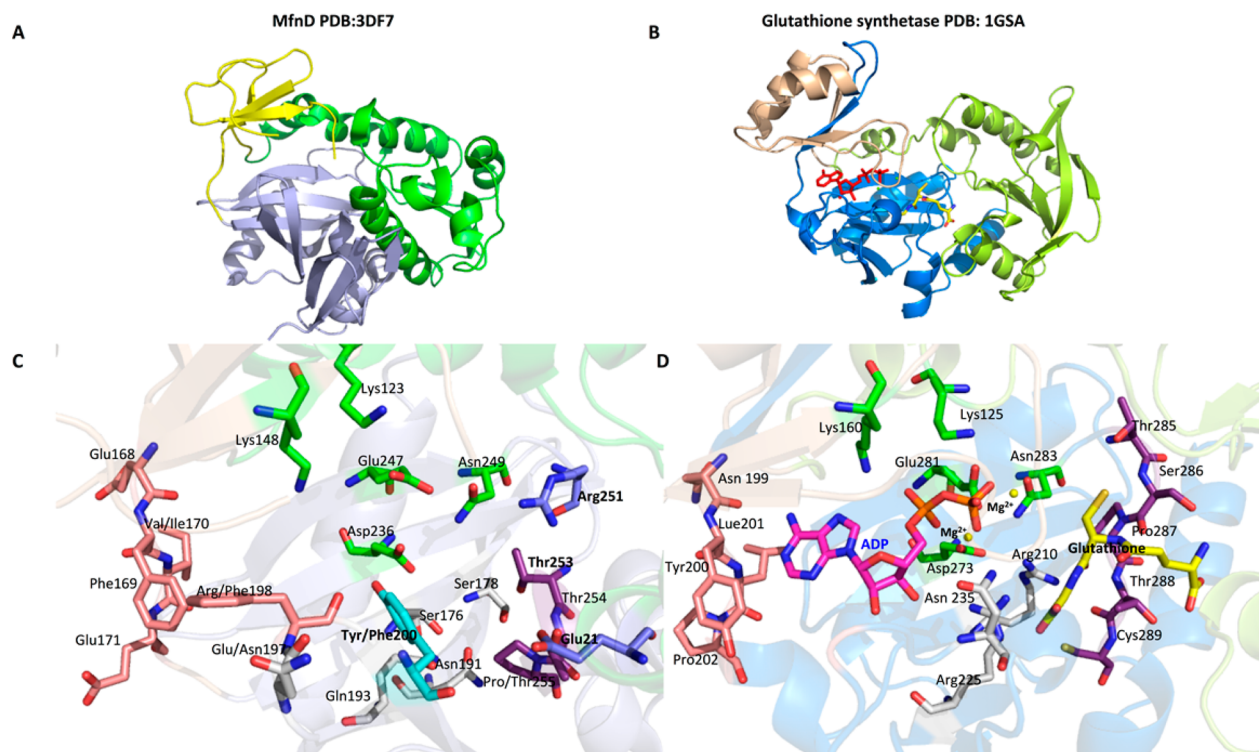 MfnD PDB:3DF7
Glutathione synthetase PDB: 1GSA
A
B
C
Lys123
Lys148
Glu168
Glu247
Asn249
Arg251
Val/Ile170
Asp236
Thr253
Phe169
Arg/Phe198
Ser178
Thr254
Ser176
Glu171
Tyr/Phe200
Glu21
Glu/Asn197
Asn191
Pro/Thr255
Gln193
D
Lys125
Lys160
Thr285
Glu281
Asn283
Ser286
Asn 199
Mg2+
Lue201
Mg2+
Pro287
ADP
Glutathione
Tyr200
Asp273
Arg210
Thr288
Asn 235
Pro202
Cys289
Arg225